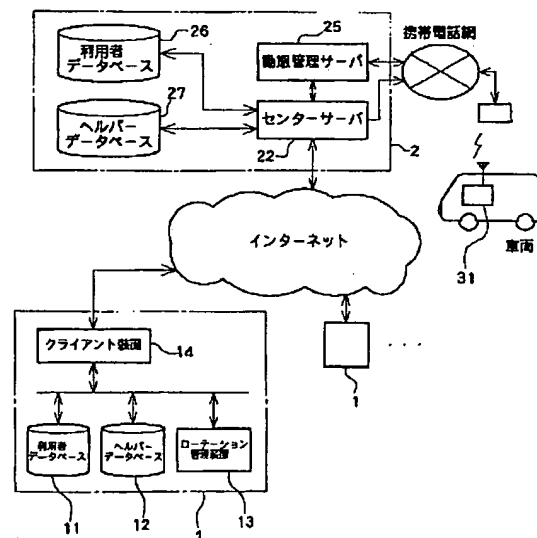 26
利用者
データベース
27
ヘルパー
データベース
25
動態管理サーバ
センターサーバ
22
2
携帯電話網
31
車両
インターネット
クライアント装置
14
利用者
データベース
11
ヘルパー
データベース
12
ローテーション
管理装置
13
1
1
...